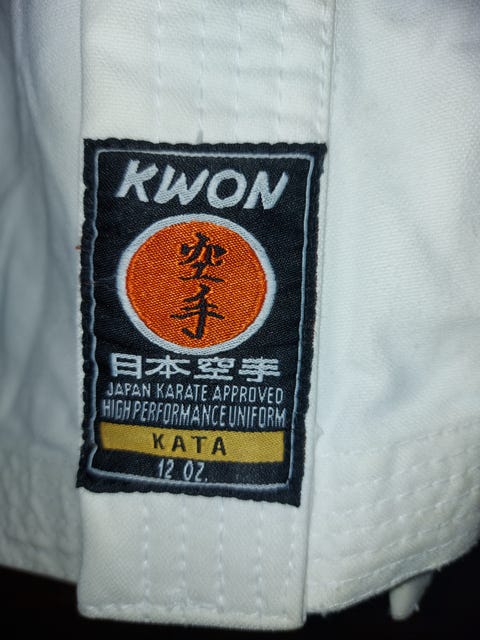 KWON
空
手
日本空手
JAPAN KARATE APPROVED
HIGH PERFORMANCE UNIFORM
KATA
12 OZ.